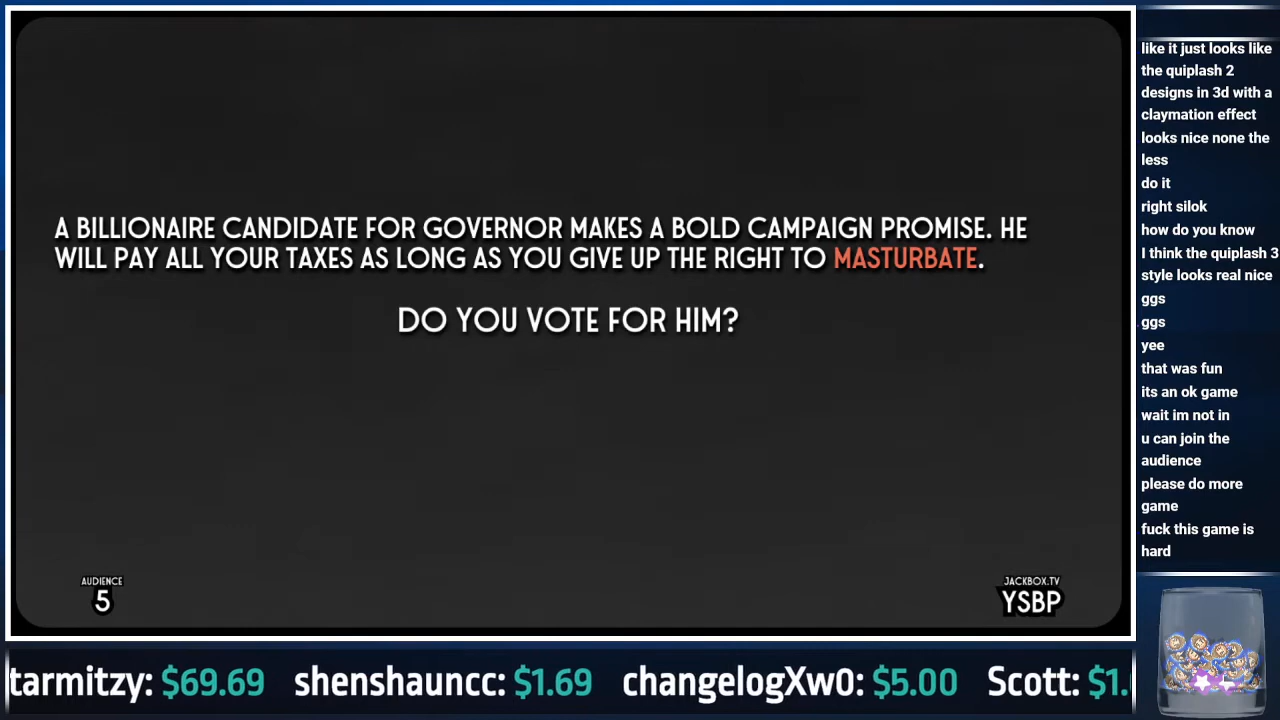 A BILLIONAIRE CANDIDATE FOR GOVERNOR MAKES A BOLD CAMPAIGN PROMISE. HE
WILL PAY ALL YOUR TAXES AS LONG AS YOU GIVE UP THE RIGHT TO MASTURBATE.
DO YOU VOTE FOR HIM?
AUDIENCE
5
JACKBOX.TV
YSBP
like it just looks like
the quiplash 2
designs in 3d with a
claymation effect
looks nice none the
less
do it
right silok
how do you know
I think the quiplash 3
style looks real nice
ggs
ggs
yee
that was fun
its an ok game
wait im not in
u can join the
audience
please do more
game
fuck this game is
hard
tarmitzy: $69.69 shenshauncc: $1.69 changelogXw0: $5.00 Scott: $1.